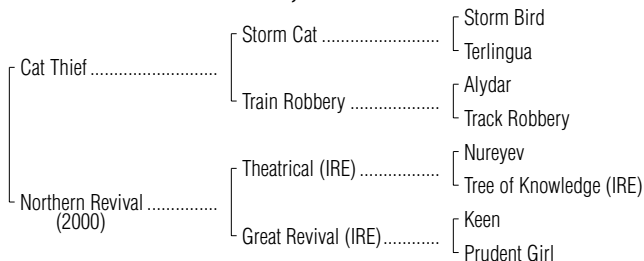 Storm Bird
Storm Cat ........................
Terlingua
Cat Thief ..........................
Alydar
Train Robbery ..................
Track Robbery
Nureyev
Theatrical (IRE) ................
Tree of Knowledge (IRE)
Northern Revival ..............
(2000)
Keen
Great Revival (IRE)............
Prudent Girl